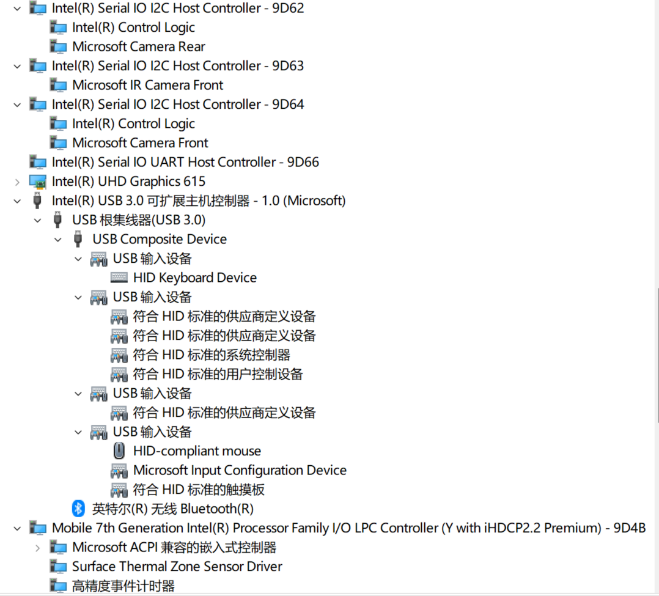 Intel(R) Serial IO I2C Host Controller - 9D62
Intel(R) Control Logic
Microsoft Camera Rear
Intel(R) Serial IO I2C Host Controller - 9D63
Microsoft IR Camera Front
Intel(R) Serial IO I2C Host Controller - 9D64
Intel(R) Control Logic
Microsoft Camera Front
Intel(R) Serial IO UART Host Controller - 9D66
Intel(R) UHD Graphics 615
Intel(R) USB 3.0 可扩展主机控制器 - 1.0 (Microsoft)
USB 根集线器(USB 3.0)
USB Composite Device
USB 输入设备
HID Keyboard Device
USB 输入设备
符合 HID 标准的供应商定义设备
符合 HID 标准的供应商定义设备
符合 HID 标准的系统控制器
符合 HID 标准的用户控制设备
USB 输入设备
符合 HID 标准的供应商定义设备
USB 输入设备
HID-compliant mouse
Microsoft Input Configuration Device
符合 HID 标准的触摸板
英特尔(R) 无线 Bluetooth(R)
Mobile 7th Generation Intel(R) Processor Family I/O LPC Controller (Y with iHDCP2.2 Premium) - 9D4B
Microsoft ACPI 兼容的嵌入式控制器
Surface Thermal Zone Sensor Driver
高精度事件计时器